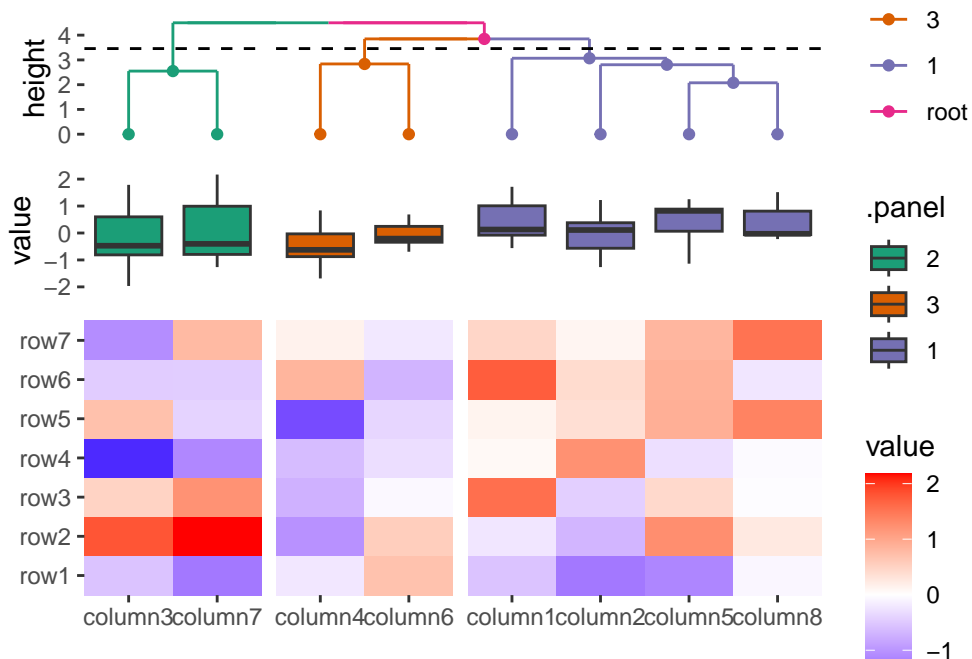 height
4
3
2
1
0
3
1
root
value
2
1
0
−1
−2
.panel
2
3
1
row7
row6
row5
row4
row3
row2
row1
column3 column7 column4 column6 column1 column2 column5 column8
value
2
1
0
−1